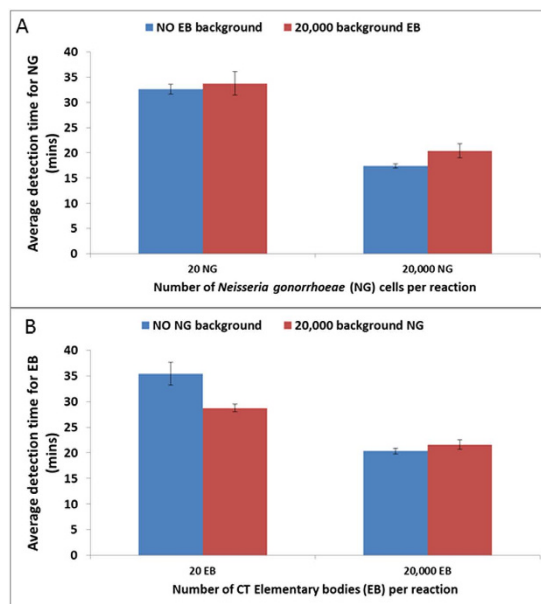 A
NO EB background 20,000 background EB
Average detection time for NG
(mins)
40
35
30
25
20
15
10
5
0
20 NG 20,000 NG
Number of Neisseria gonorrhoeae (NG) cells per reaction
B
NO NG background 20,000 background NG
Average detection time for EB
(mins)
40
35
30
25
20
15
10
5
0
20 EB 20,000 EB
Number of CT Elementary bodies (EB) per reaction